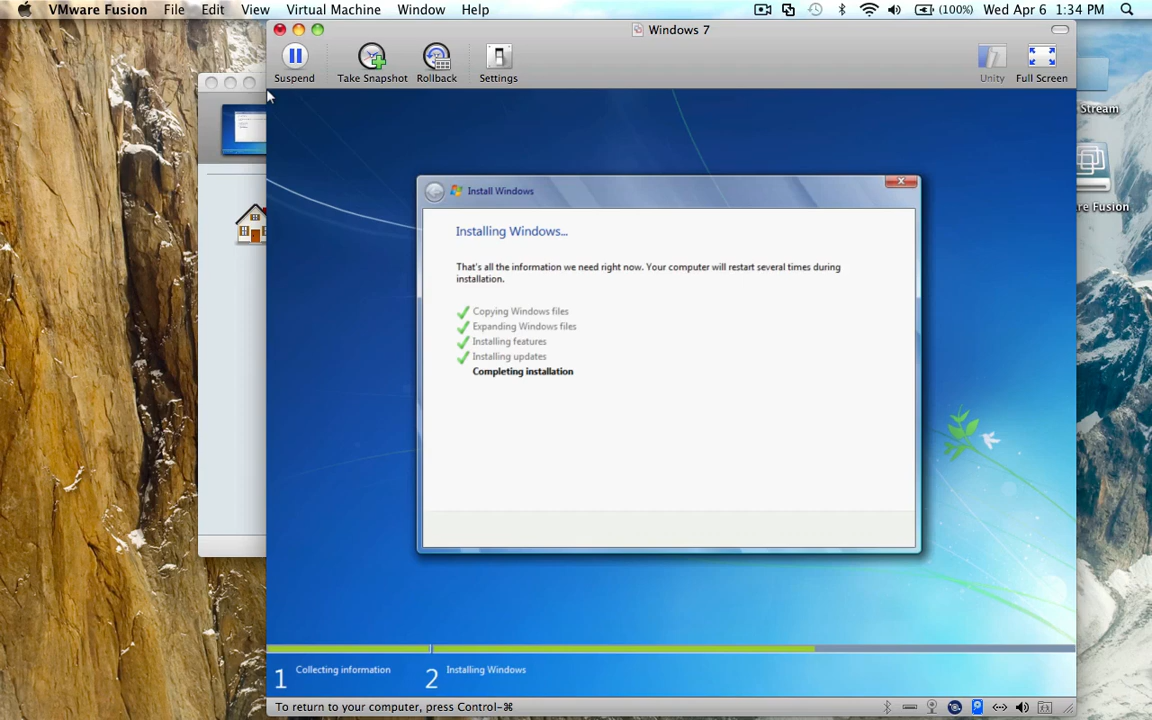 VMware Fusion File Edit View Virtual Machine Window Help (100%) Wed Apr 6 1:34 PM
Windows 7
Suspend Take Snapshot Rollback Settings Unity Full Screen
Stream
re Fusion
Install Windows
Installing Windows...
That's all the information we need right now. Your computer will restart several times during
installation.
Copying Windows files
Expanding Windows files
Installing features
Installing updates
Completing installation
1 Collecting information 2 Installing Windows
To return to your computer, press Control-⌘